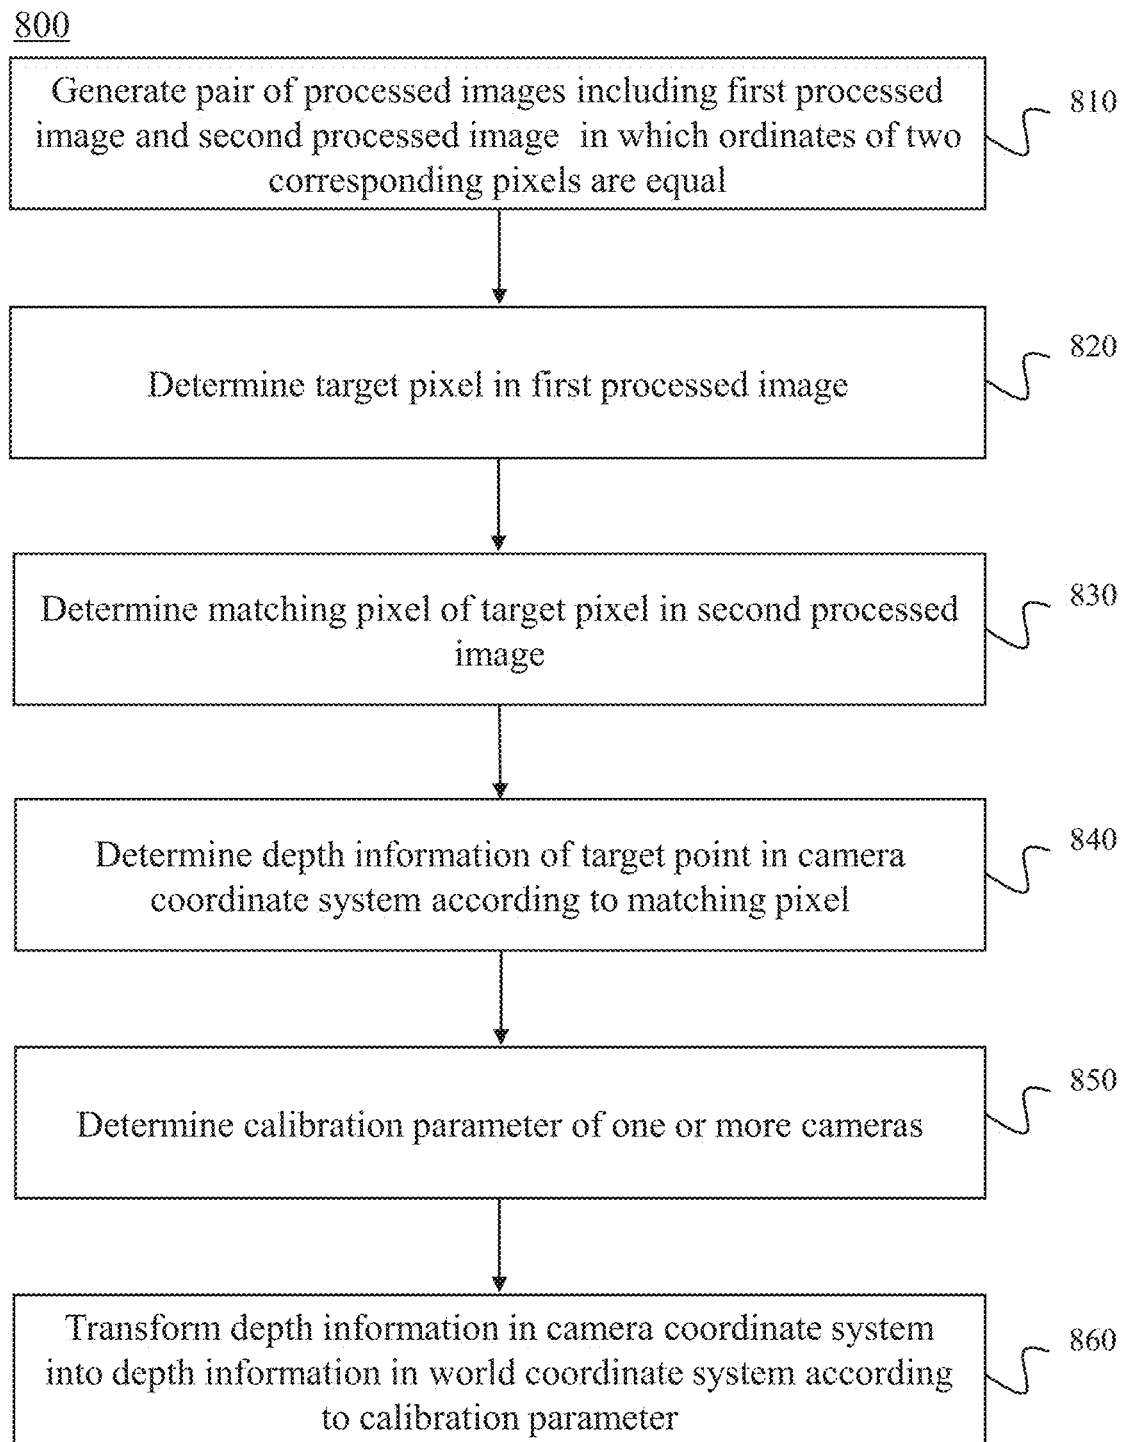 800
Generate pair of processed images including first processed
image and second processed image in which ordinates of two
corresponding pixels are equal
810
Determine target pixel in first processed image
820
Determine matching pixel of target pixel in second processed
image
830
Determine depth information of target point in camera
coordinate system according to matching pixel
840
Determine calibration parameter of one or more cameras
850
Transform depth information in camera coordinate system
into depth information in world coordinate system according
to calibration parameter
860